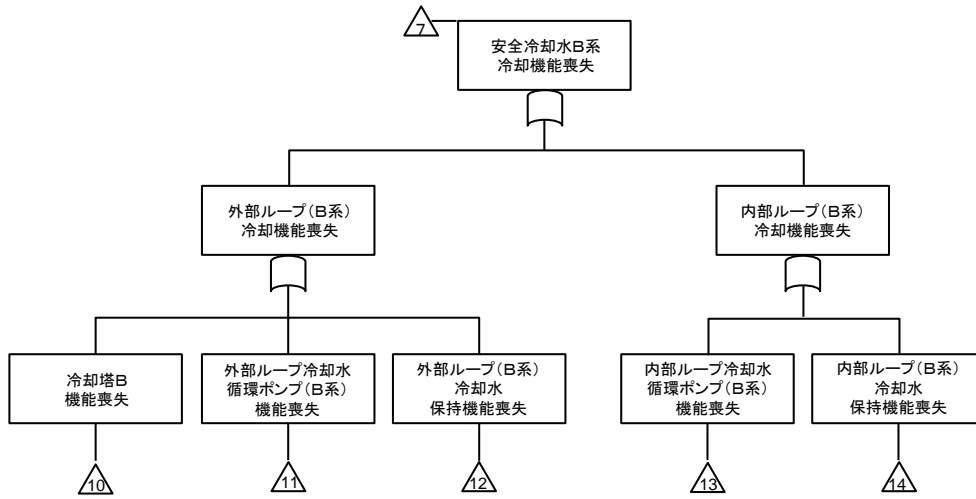 7
安全冷却水B系
冷却機能喪失
外部ループ(B系)
冷却機能喪失
内部ループ(B系)
冷却機能喪失
冷却塔B
機能喪失
外部ループ冷却水
循環ポンプ(B系)
機能喪失
外部ループ(B系)
冷却水
保持機能喪失
内部ループ冷却水
循環ポンプ(B系)
機能喪失
内部ループ(B系)
冷却水
保持機能喪失
10
11
12
13
14